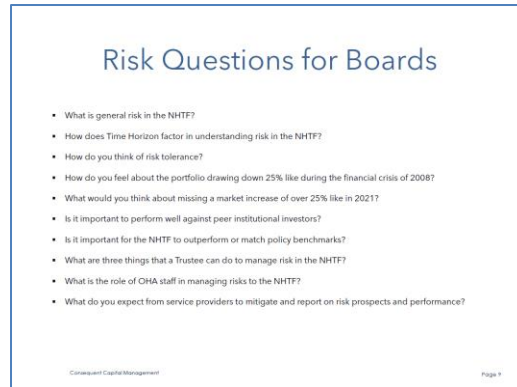 Risk Questions for Boards
▪ What is general risk in the NHTF?
▪ How does Time Horizon factor in understanding risk in the NHTF?
▪ How do you think of risk tolerance?
▪ How do you feel about the portfolio drawing down 25% like during the financial crisis of 2008?
▪ What would you think about missing a market increase of over 25% like in 2021?
▪ Is it important to perform well against peer institutional investors?
▪ Is it important for the NHTF to outperform or match policy benchmarks?
▪ What are three things that a Trustee can do to manage risk in the NHTF?
▪ What is the role of OHA staff in managing risks to the NHTF?
▪ What do you expect from service providers to mitigate and report on risk prospects and performance?
Consequent Capital Management
Page 9